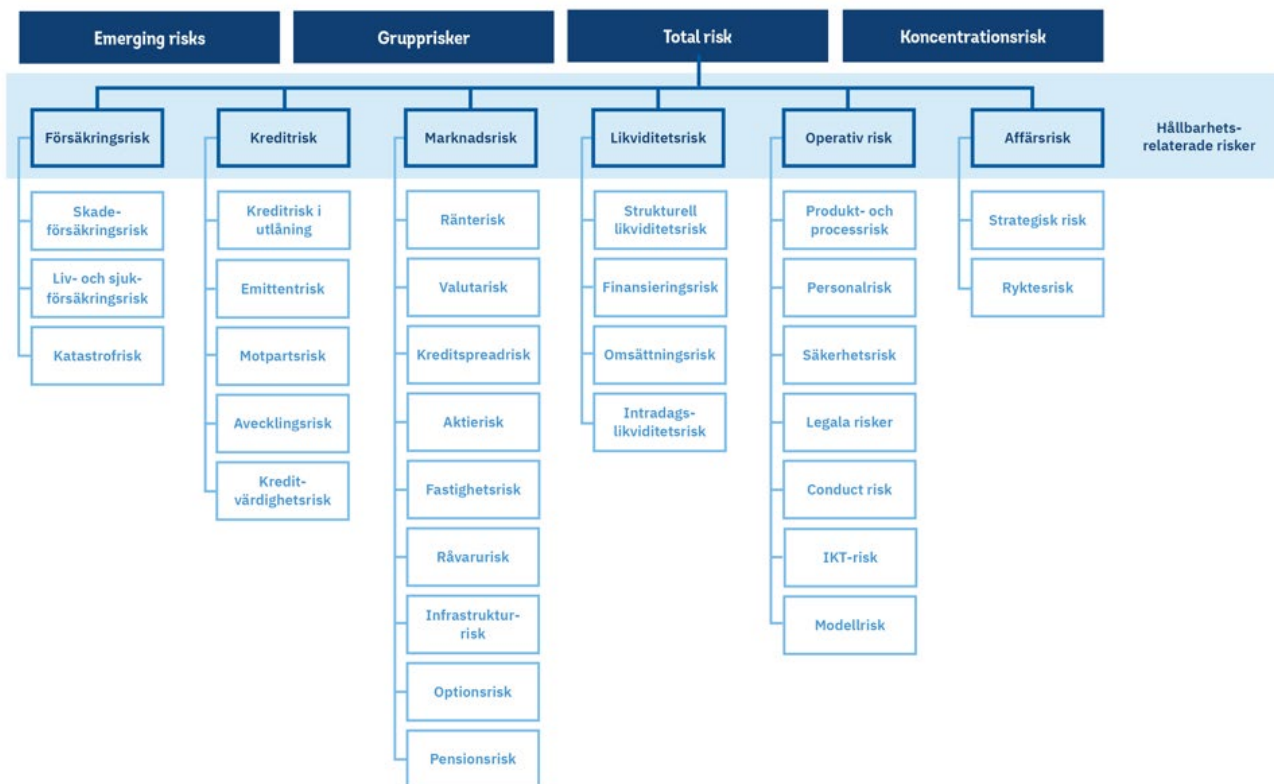 Emerging risks
Grupprisker
Total risk
Koncentrationsrisk
Försäkringsrisk
Kreditrisk
Marknadsrisk
Likviditetsrisk
Operativ risk
Affärsrisk
Hållbarhets-
relaterade risker
Skade-
försäkringsrisk
Liv- och sjuk-
försäkringsrisk
Katastrofrisk
Kreditrisk i
utlåning
Emittentrisk
Motpartsrisk
Avecklingsrisk
Kredit-
värdighetsrisk
Ränterisk
Valutarisk
Kreditspreadrisk
Aktierisk
Fastighetsrisk
Råvarurisk
Infrastruktur-
risk
Optionsrisk
Pensionsrisk
Strukturell
likviditetsrisk
Finansieringsrisk
Omsättningsrisk
Intradags-
likviditetsrisk
Produkt- och
processrisk
Personalrisk
Säkerhetsrisk
Legala risker
Conduct risk
IKT-risk
Modellrisk
Strategisk risk
Ryktesrisk